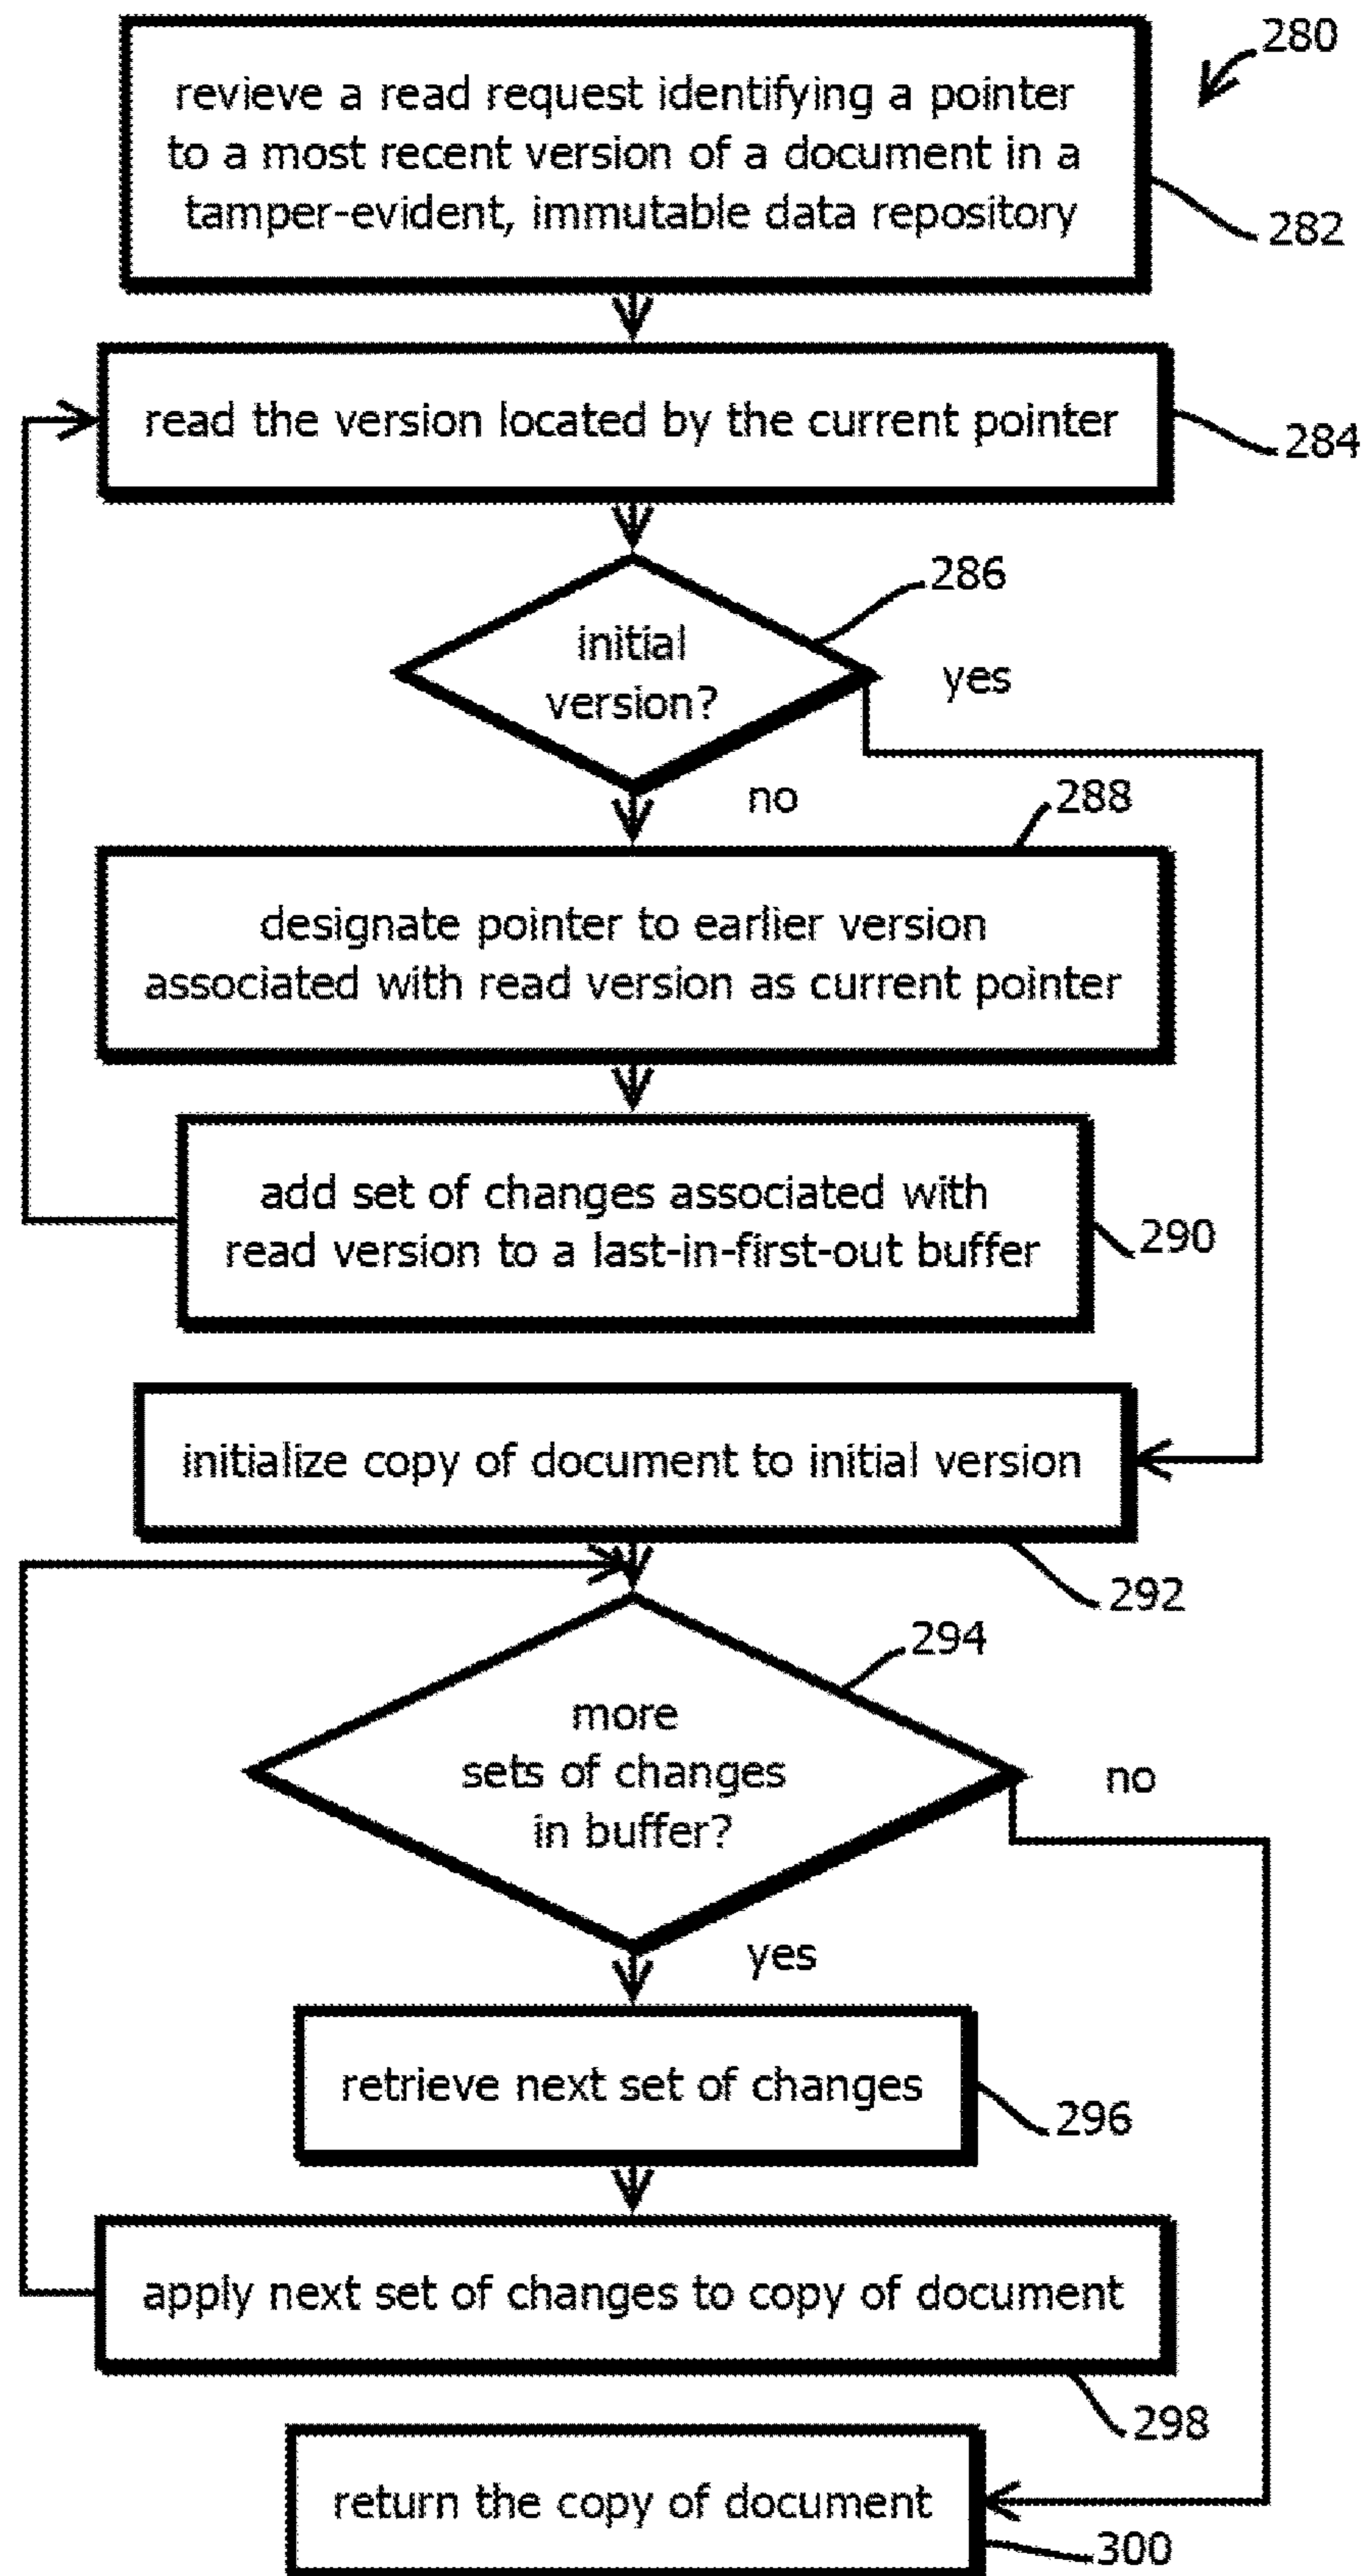 280
revieve a read request identifying a pointer
to a most recent version of a document in a
tamper-evident, immutable data repository
282
read the version located by the current pointer
284
286
initial
version?
yes
no
288
designate pointer to earlier version
associated with read version as current pointer
add set of changes associated with
read version to a last-in-first-out buffer
290
initialize copy of document to initial version
292
294
more
sets of changes
in buffer?
no
yes
retrieve next set of changes
296
apply next set of changes to copy of document
298
return the copy of document
300